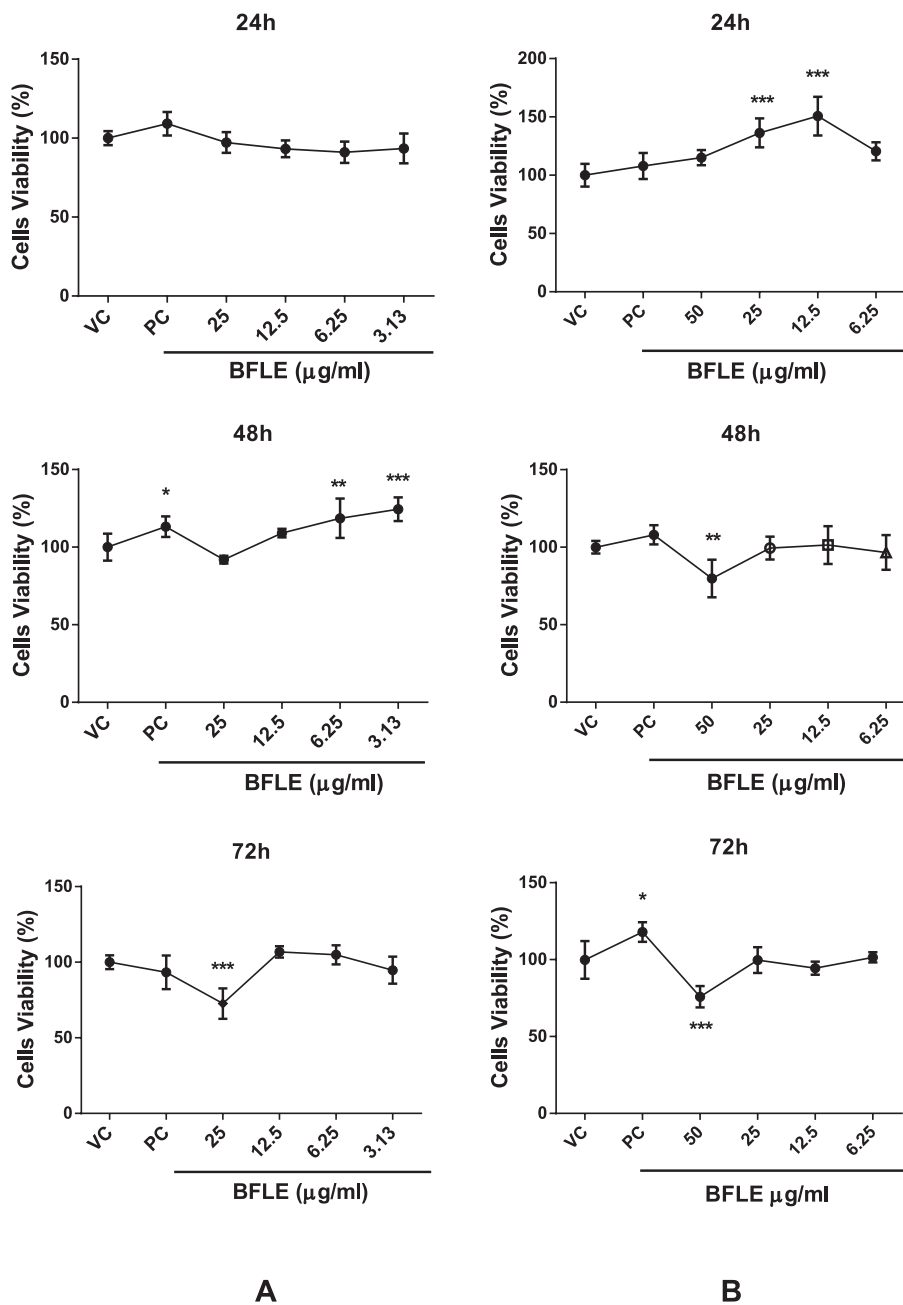 24h
Cells Viability (%)
150
100
50
0
***
***
VC
PC
25
12.5
6.25
3.13
BFLE (μg/ml)
24h
Cells Viability (%)
200
150
100
50
0
VC
PC
50
25
12.5
6.25
BFLE (μg/ml)
48h
Cells Viability (%)
150
100
50
0
*
**
***
VC
PC
25
12.5
6.25
3.13
BFLE (μg/ml)
48h
Cells Viability (%)
150
100
50
0
**
VC
PC
50
25
12.5
6.25
BFLE (μg/ml)
72h
Cells Viability (%)
150
100
50
0
***
VC
PC
25
12.5
6.25
3.13
BFLE (μg/ml)
72h
Cells Viability (%)
150
100
50
0
*
***
VC
PC
50
25
12.5
6.25
BFLE μg/ml
A
B